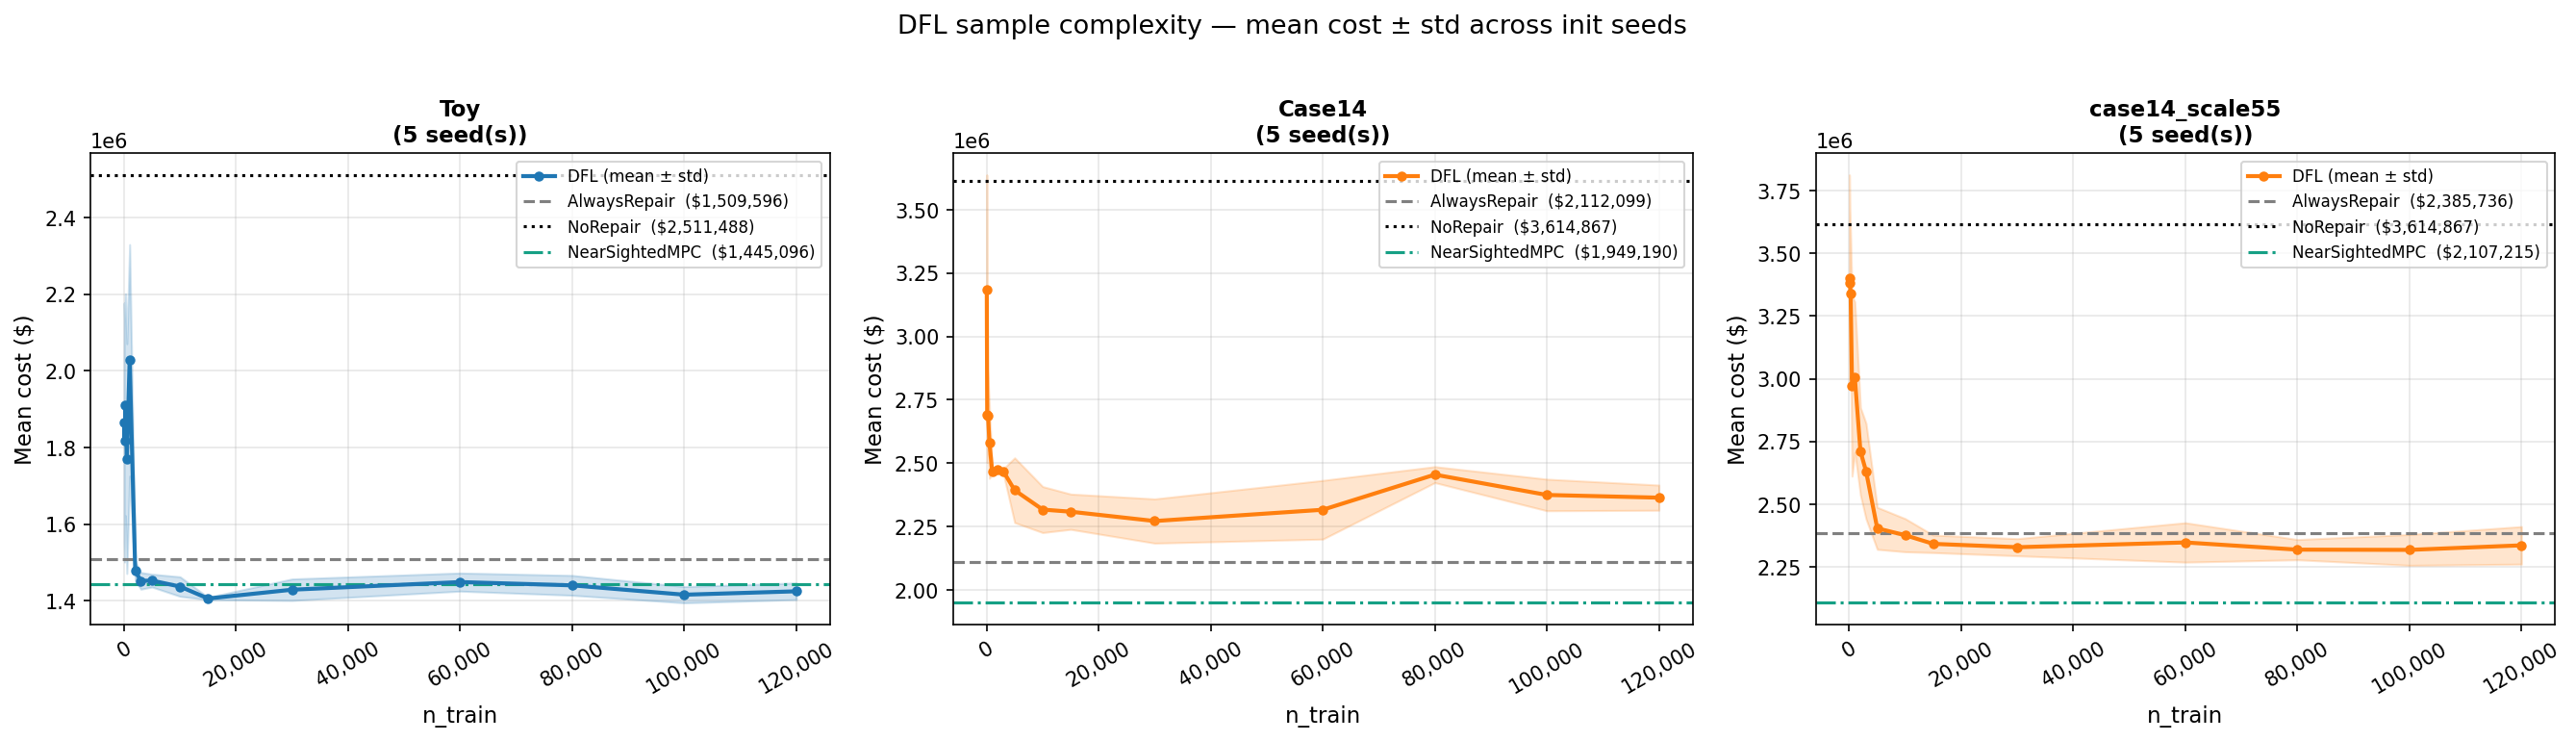 DFL sample complexity — mean cost ± std across init seeds
Toy
(5 seed(s))
1e6
Mean cost ($)
2.4
2.2
2.0
1.8
1.6
1.4
DFL (mean ± std)
AlwaysRepair ($1,509,596)
NoRepair ($2,511,488)
NearSightedMPC ($1,445,096)
0
20,000
40,000
60,000
80,000
100,000
120,000
n_train
Case14
(5 seed(s))
1e6
Mean cost ($)
3.50
3.25
3.00
2.75
2.50
2.25
2.00
DFL (mean ± std)
AlwaysRepair ($2,112,099)
NoRepair ($3,614,867)
NearSightedMPC ($1,949,190)
0
20,000
40,000
60,000
80,000
100,000
120,000
n_train
case14_scale55
(5 seed(s))
1e6
Mean cost ($)
3.75
3.50
3.25
3.00
2.75
2.50
2.25
DFL (mean ± std)
AlwaysRepair ($2,385,736)
NoRepair ($3,614,867)
NearSightedMPC ($2,107,215)
0
20,000
40,000
60,000
80,000
100,000
120,000
n_train